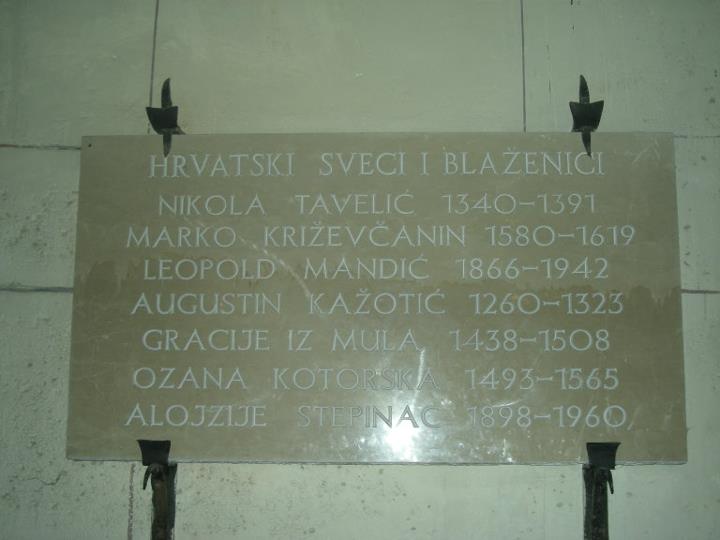 HRVATSKI SVECI I BLAŽENICI
NIKOLA TAVELIĆ 1340-1391
MARKO KRIŽEVČANIN 1580-1619
LEOPOLD MANDIĆ 1866-1942
AUGUSTIN KAŽOTIĆ 1260-1323
GRACIJE IZ MULA 1438-1508
OZANA KOTORSKA 1493-1565
ALOJZIJE STEPINAC 1898-1960